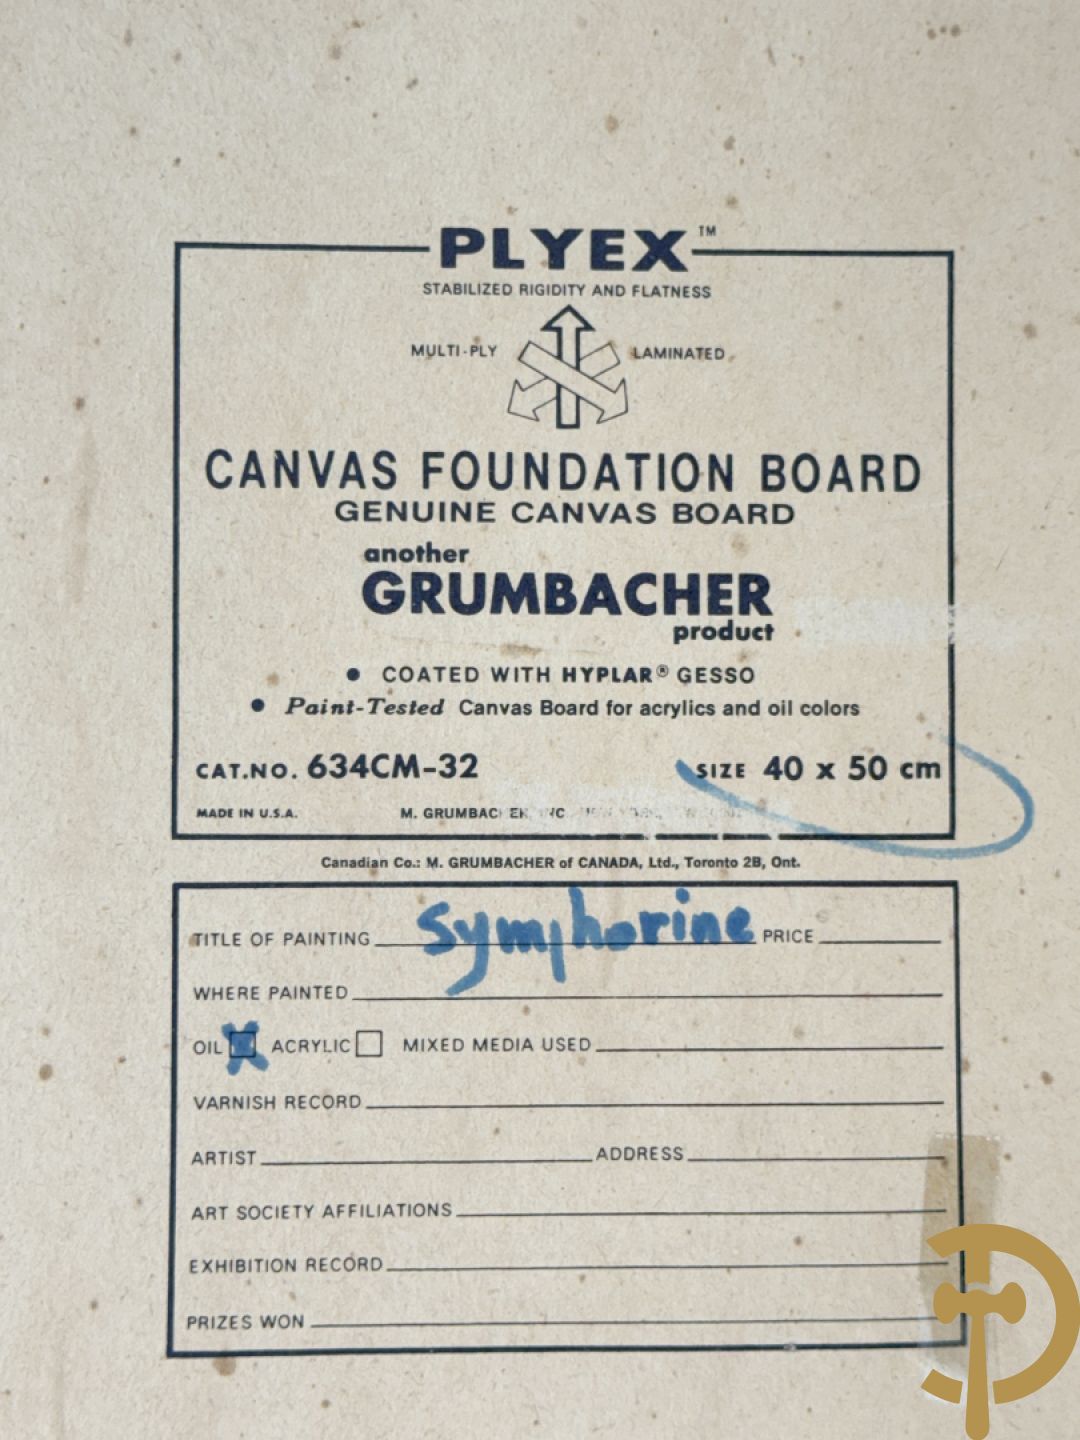 PLYEX™
STABILIZED RIGIDITY AND FLATNESS
MULTI-PLY LAMINATED
CANVAS FOUNDATION BOARD
GENUINE CANVAS BOARD
another
GRUMBACHER
product
• COATED WITH HYPLAR® GESSO
• Paint-Tested Canvas Board for acrylics and oil colors
CAT.NO. 634CM-32 SIZE 40 x 50 cm
MADE IN U.S.A. M. GRUMBACHER, INC
Canadian Co.: M. GRUMBACHER of CANADA, Ltd., Toronto 2B, Ont.
TITLE OF PAINTING Symphorine PRICE
WHERE PAINTED
OIL ACRYLIC MIXED MEDIA USED
VARNISH RECORD
ARTIST ADDRESS
ART SOCIETY AFFILIATIONS
EXHIBITION RECORD
PRIZES WON